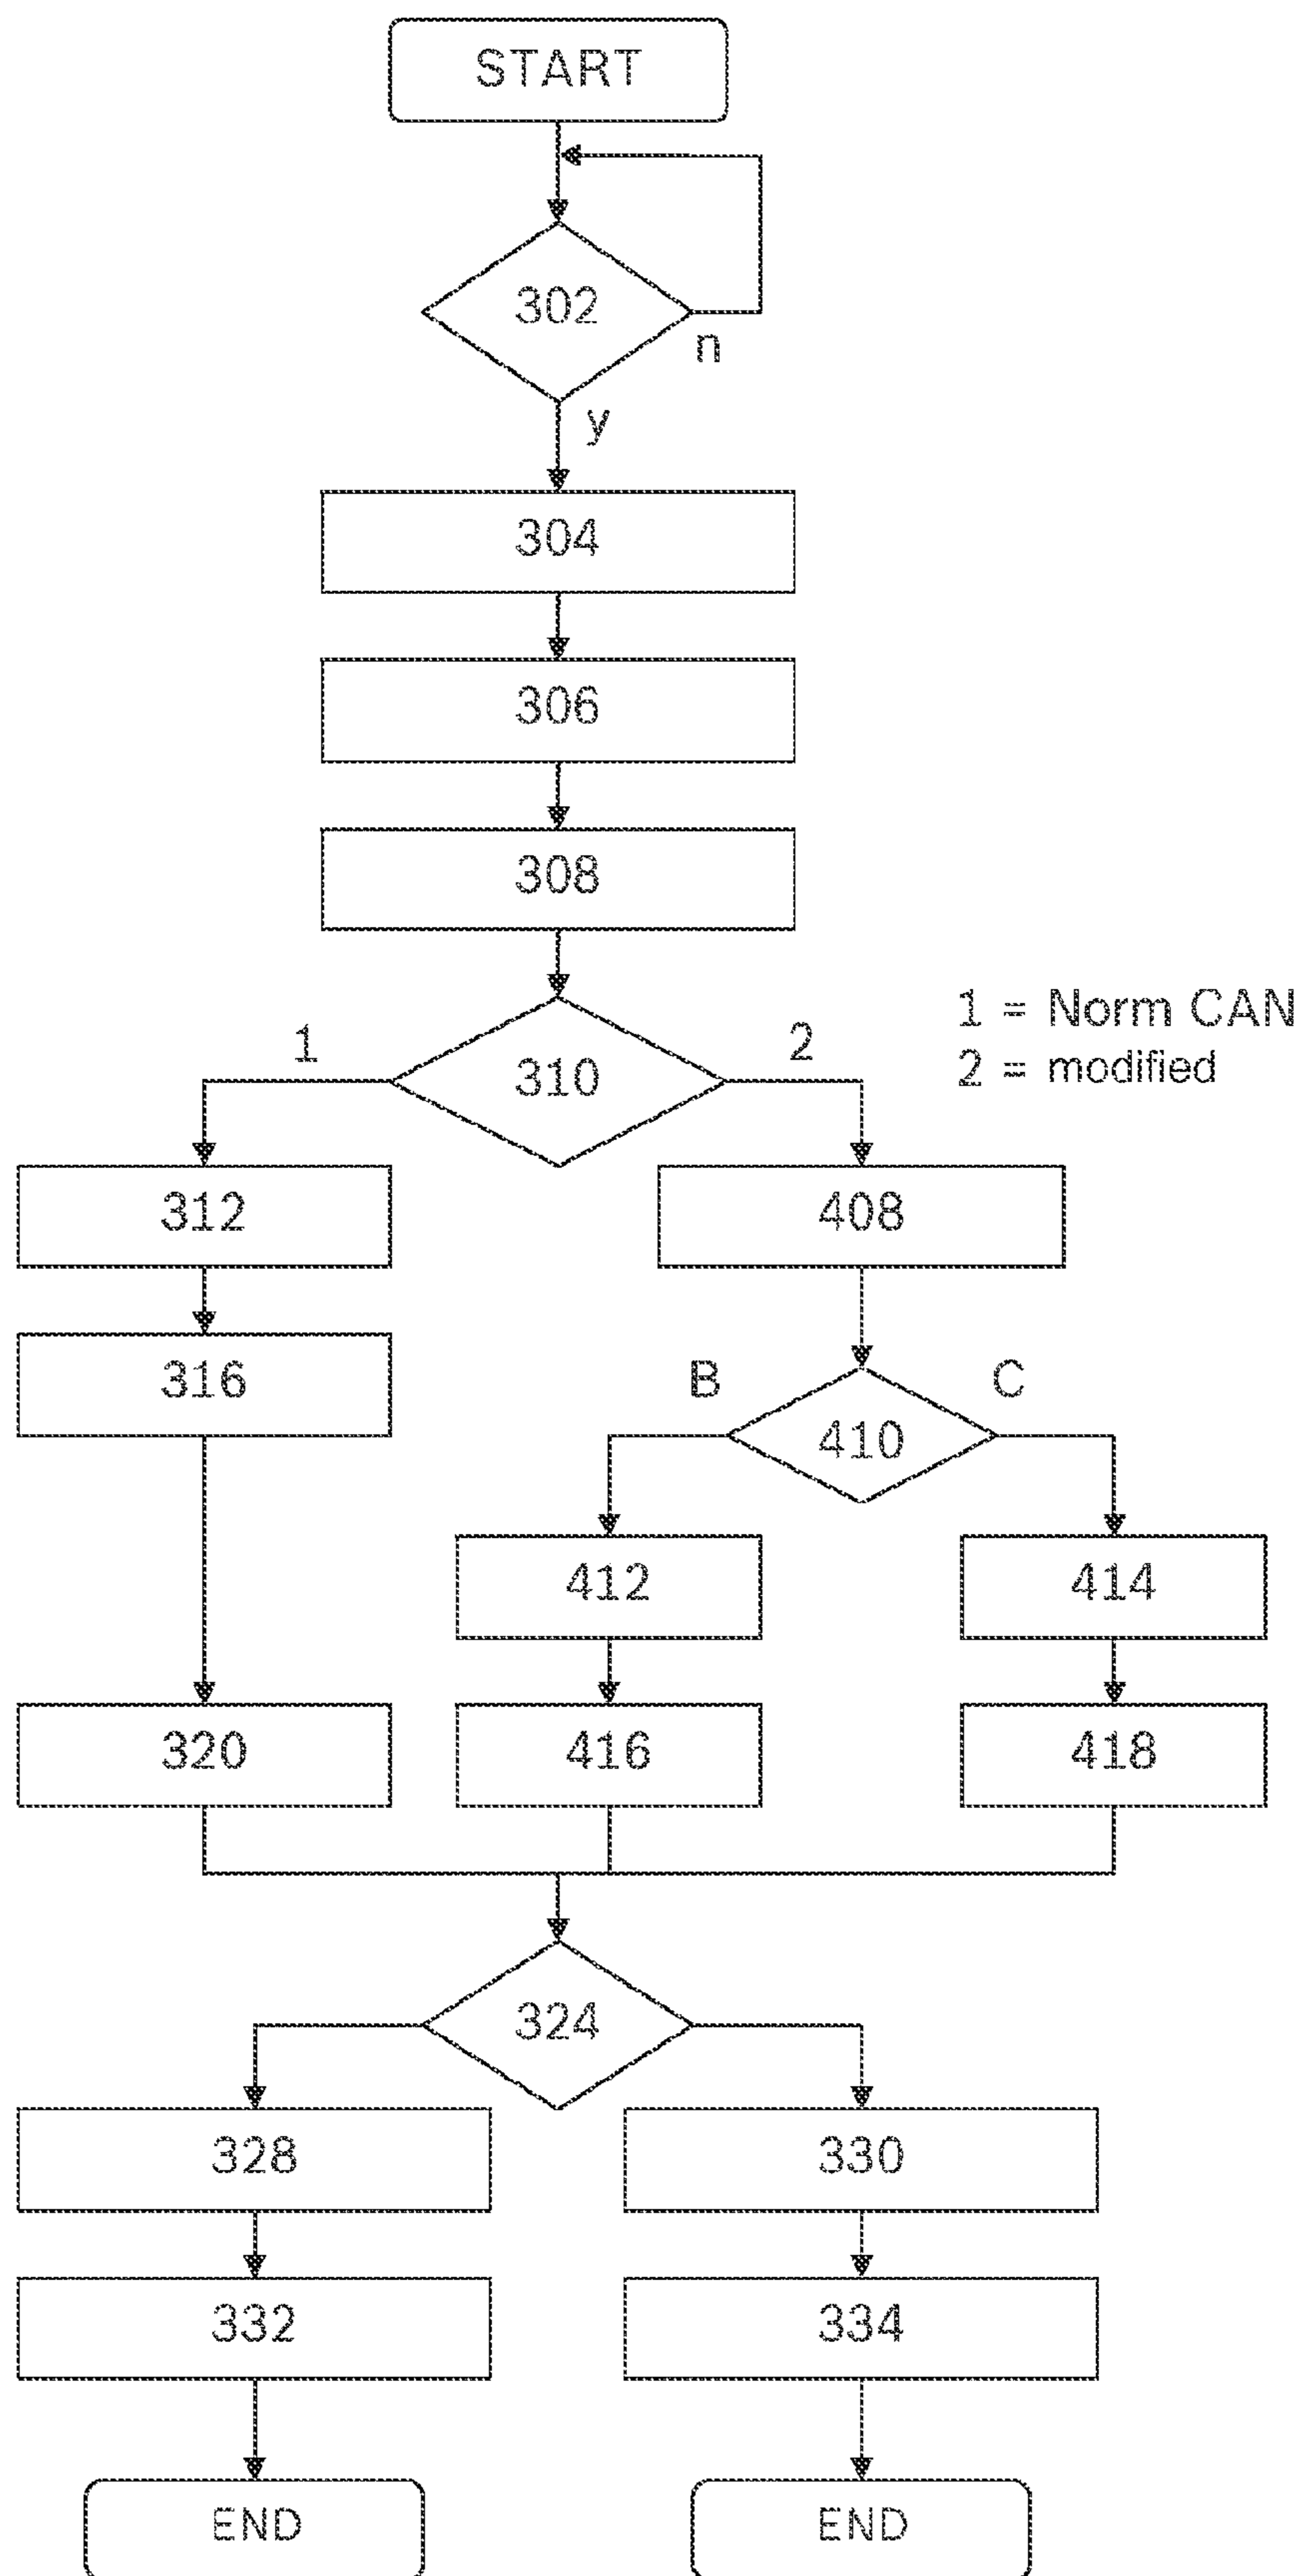 START
302
n
y
304
306
308
1 = Norm CAN
2 = modified
1
2
310
312
408
316
B
C
410
412
414
320
416
418
324
328
330
332
334
END
END